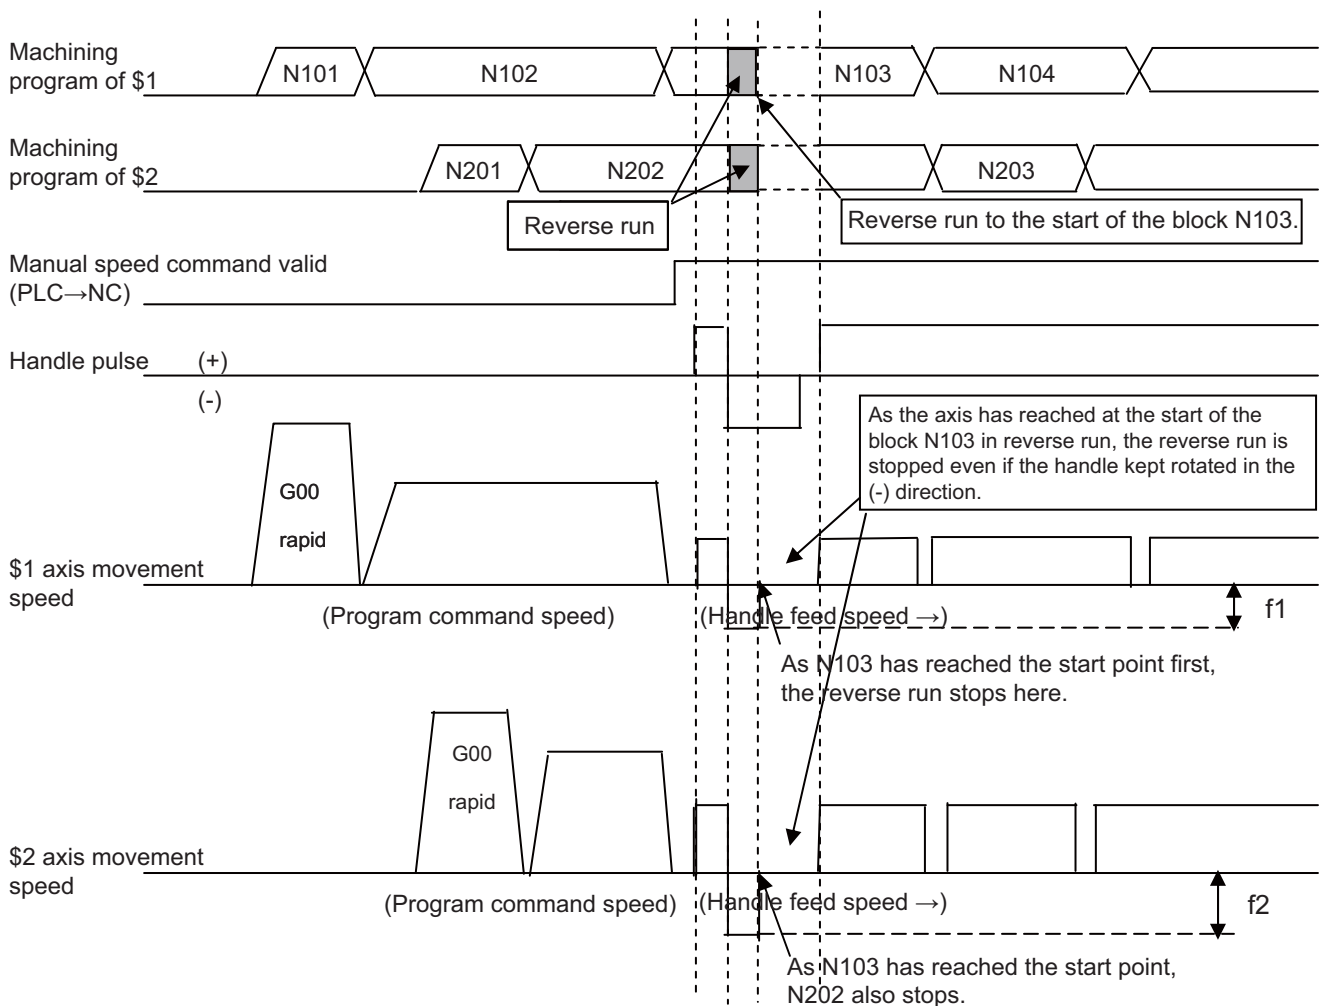 Machining
program of $1
N101
N102
N103
N104
Machining
program of $2
N201
N202
N203
Reverse run
Reverse run to the start of the block N103.
Manual speed command valid
(PLC→NC)
Handle pulse (+)
(-)
As the axis has reached at the start of the
block N103 in reverse run, the reverse run is
stopped even if the handle kept rotated in the
(-) direction.
G00
rapid
$1 axis movement
speed
(Program command speed)
(Handle feed speed →)
f1
As N103 has reached the start point first,
the reverse run stops here.
G00
rapid
$2 axis movement
speed
(Program command speed)
(Handle feed speed →)
f2
As N103 has reached the start point,
N202 also stops.